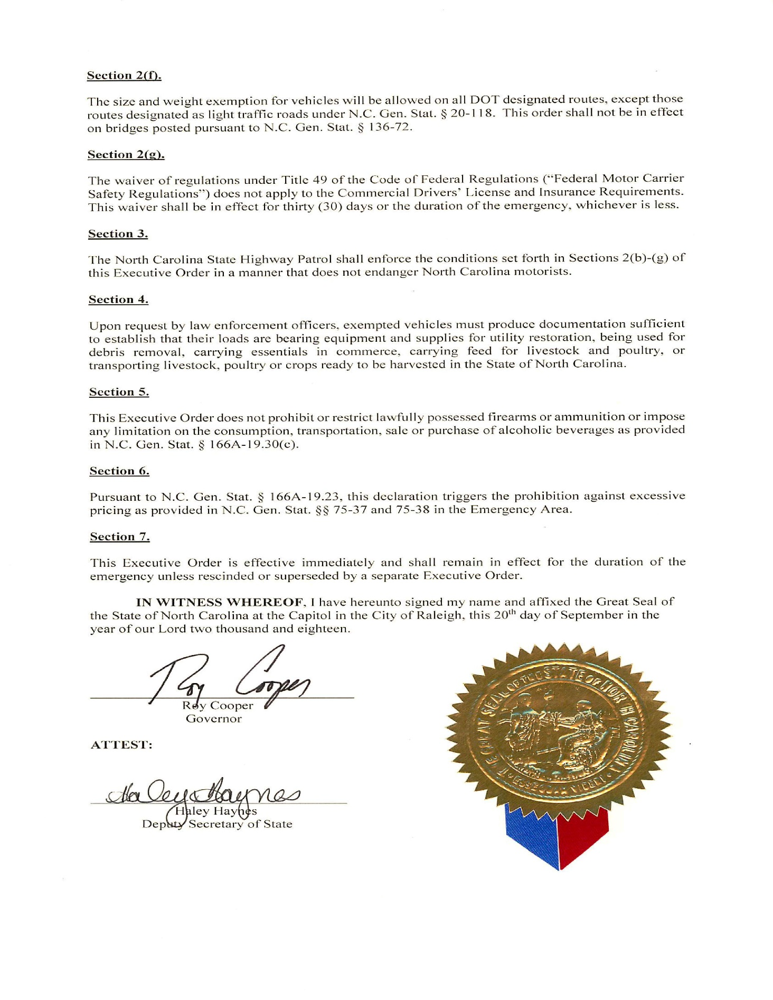 Section 2(f).
The size and weight exemption for vehicles will be allowed on all DOT designated routes, except those
routes designated as light traffic roads under N.C. Gen. Stat. § 20-118. This order shall not be in effect
on bridges posted pursuant to N.C. Gen. Stat. § 136-72.
Section 2(g).
The waiver of regulations under Title 49 of the Code of Federal Regulations (“Federal Motor Carrier
Safety Regulations”) does not apply to the Commercial Drivers’ License and Insurance Requirements.
This waiver shall be in effect for thirty (30) days or the duration of the emergency, whichever is less.
Section 3.
The North Carolina State Highway Patrol shall enforce the conditions set forth in Sections 2(b)-(g) of
this Executive Order in a manner that does not endanger North Carolina motorists.
Section 4.
Upon request by law enforcement officers, exempted vehicles must produce documentation sufficient
to establish that their loads are bearing equipment and supplies for utility restoration, being used for
debris removal, carrying essentials in commerce, carrying feed for livestock and poultry, or
transporting livestock, poultry or crops ready to be harvested in the State of North Carolina.
Section 5.
This Executive Order does not prohibit or restrict lawfully possessed firearms or ammunition or impose
any limitation on the consumption, transportation, sale or purchase of alcoholic beverages as provided
in N.C. Gen. Stat. § 166A-19.30(c).
Section 6.
Pursuant to N.C. Gen. Stat. § 166A-19.23, this declaration triggers the prohibition against excessive
pricing as provided in N.C. Gen. Stat. §§ 75-37 and 75-38 in the Emergency Area.
Section 7.
This Executive Order is effective immediately and shall remain in effect for the duration of the
emergency unless rescinded or superseded by a separate Executive Order.
IN WITNESS WHEREOF, I have hereunto signed my name and affixed the Great Seal of
the State of North Carolina at the Capitol in the City of Raleigh, this 20th day of September in the
year of our Lord two thousand and eighteen.
Roy Cooper
Roy Cooper
Governor
ATTEST:
Haley Haynes
Haley Haynes
Deputy Secretary of State
GREAT SEAL OF THE STATE OF NORTH CAROLINA
ESSE QUAM VIDERI